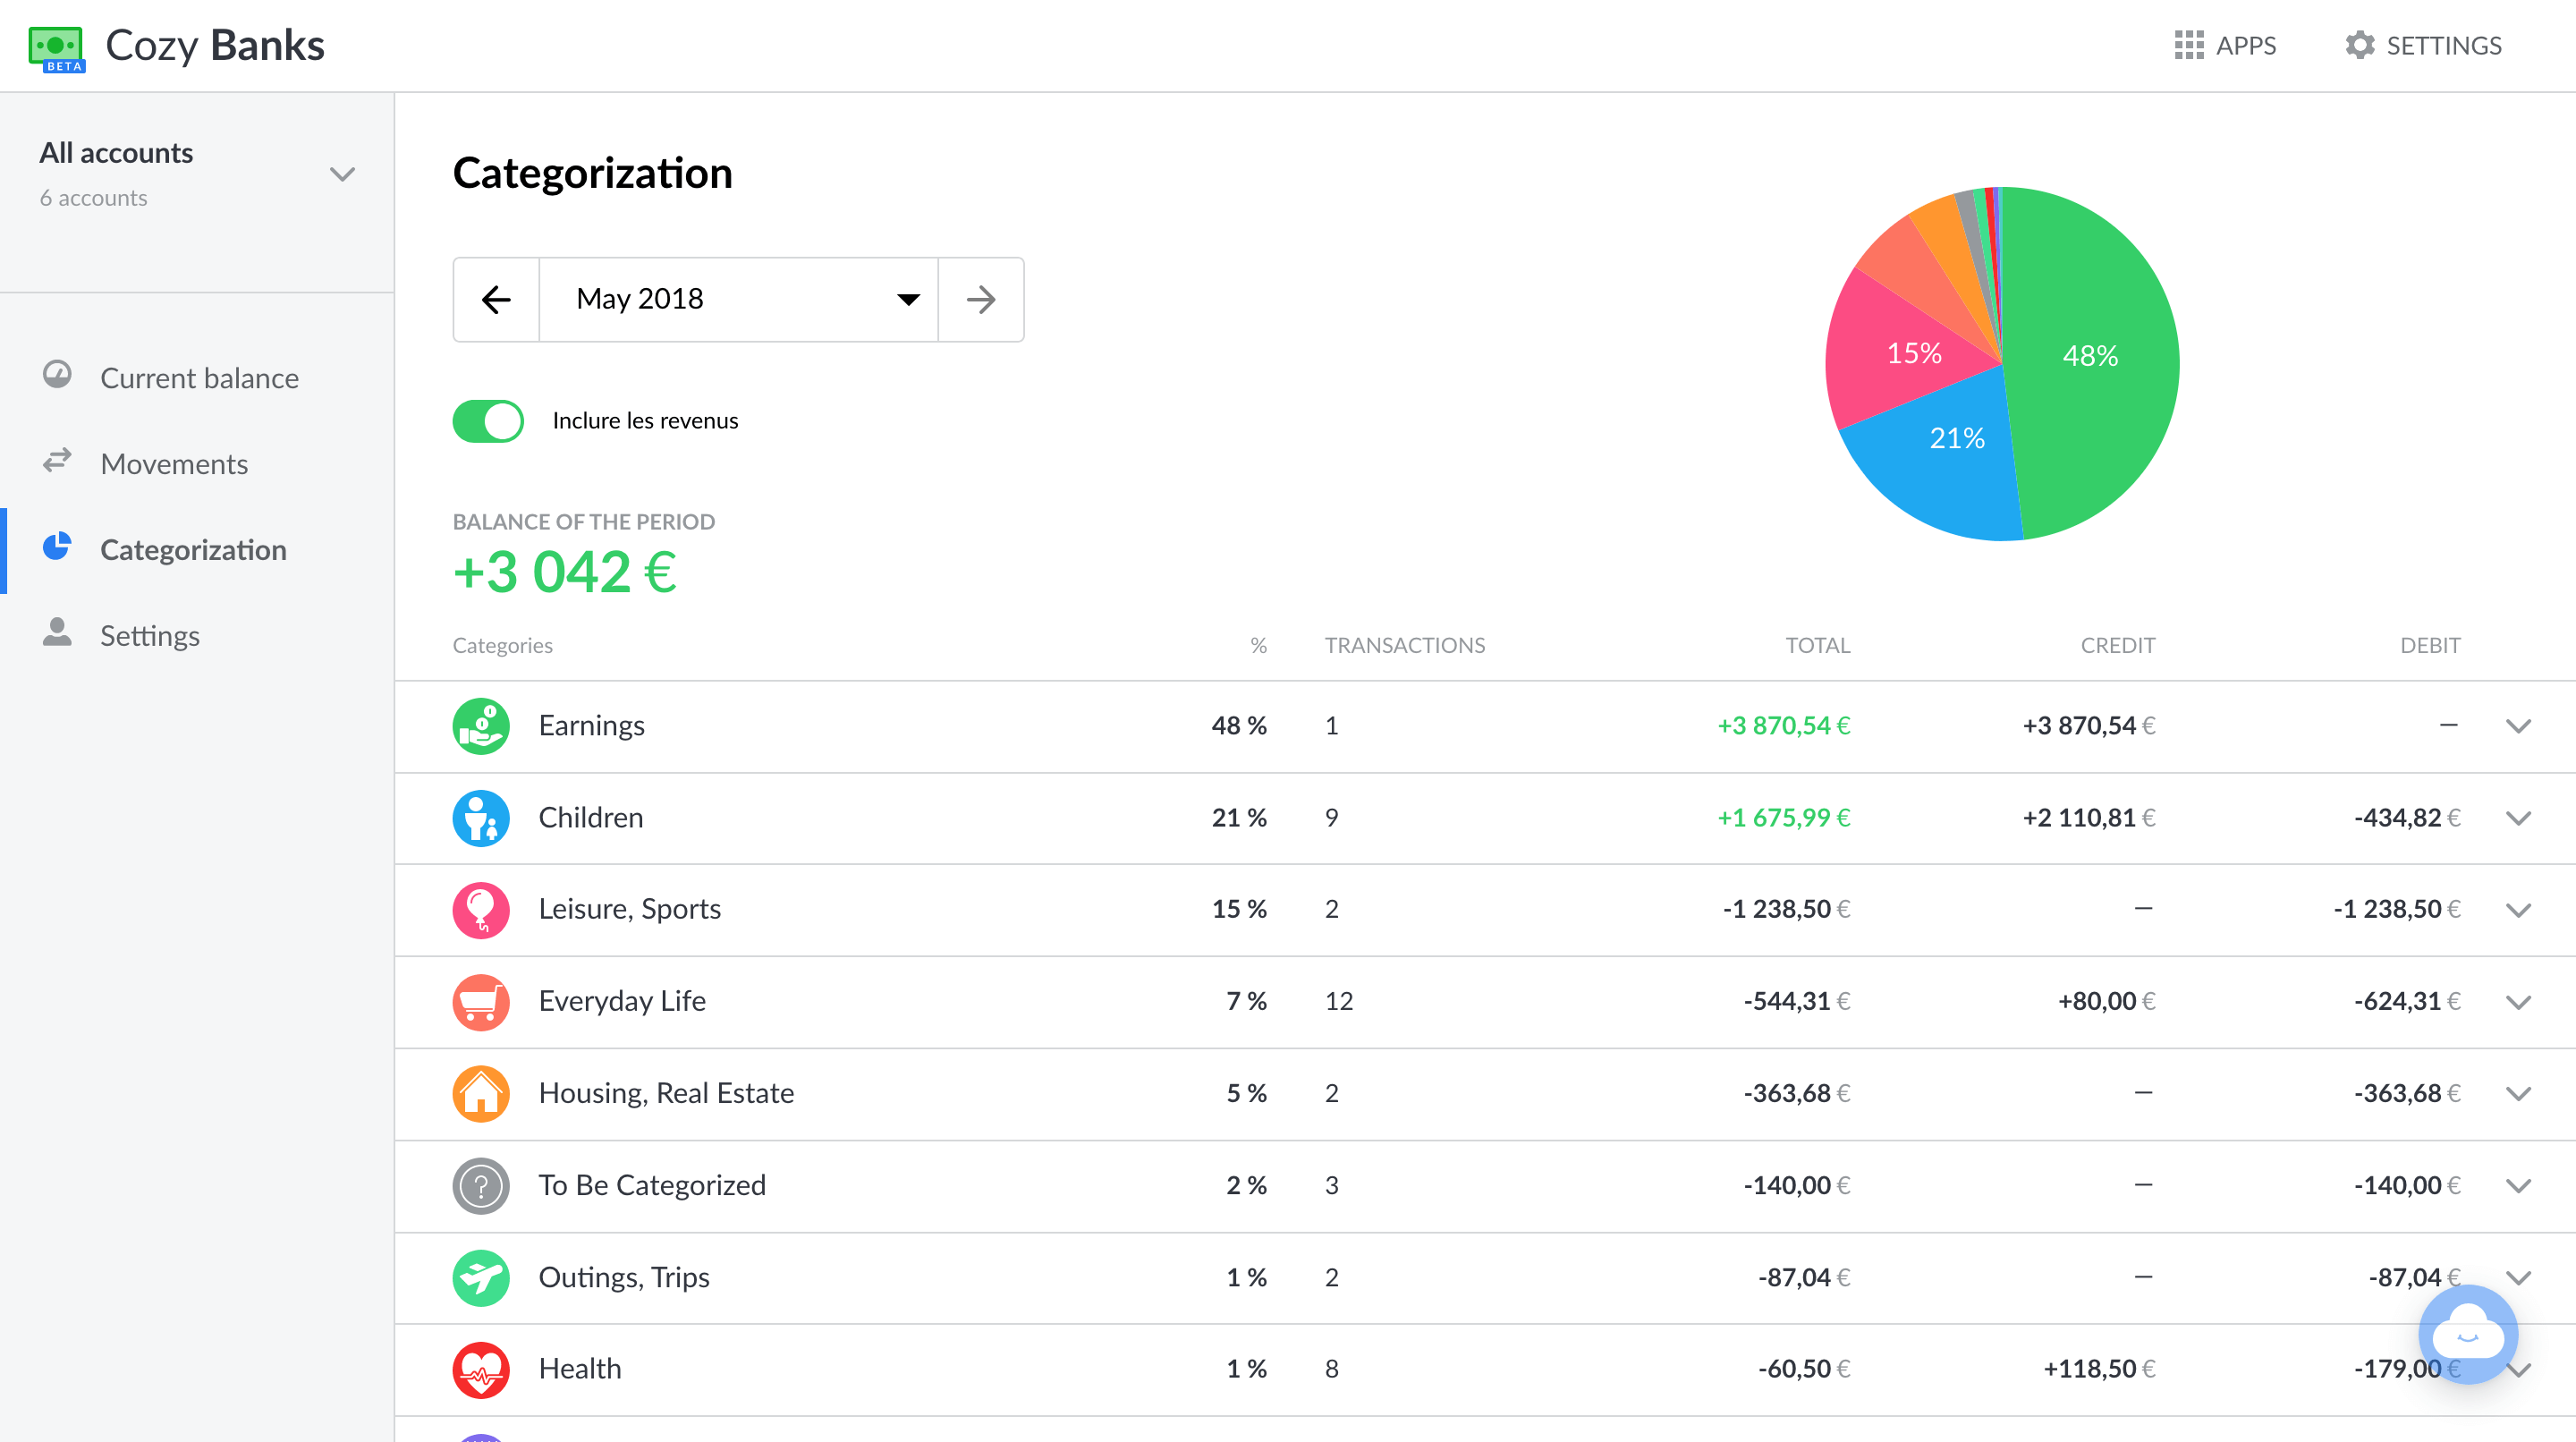 Cozy Banks
BETA
APPS
SETTINGS
All accounts
6 accounts
Current balance
Movements
Categorization
Settings
Categorization
May 2018
Inclure les revenus
BALANCE OF THE PERIOD
+3 042 €
48%
21%
15%
Categories % TRANSACTIONS TOTAL CREDIT DEBIT
Earnings 48 % 1 +3 870,54 € +3 870,54 € –
Children 21 % 9 +1 675,99 € +2 110,81 € -434,82 €
Leisure, Sports 15 % 2 -1 238,50 € – -1 238,50 €
Everyday Life 7 % 12 -544,31 € +80,00 € -624,31 €
Housing, Real Estate 5 % 2 -363,68 € – -363,68 €
? To Be Categorized 2 % 3 -140,00 € – -140,00 €
Outings, Trips 1 % 2 -87,04 € – -87,04 €
Health 1 % 8 -60,50 € +118,50 € -179,00 €